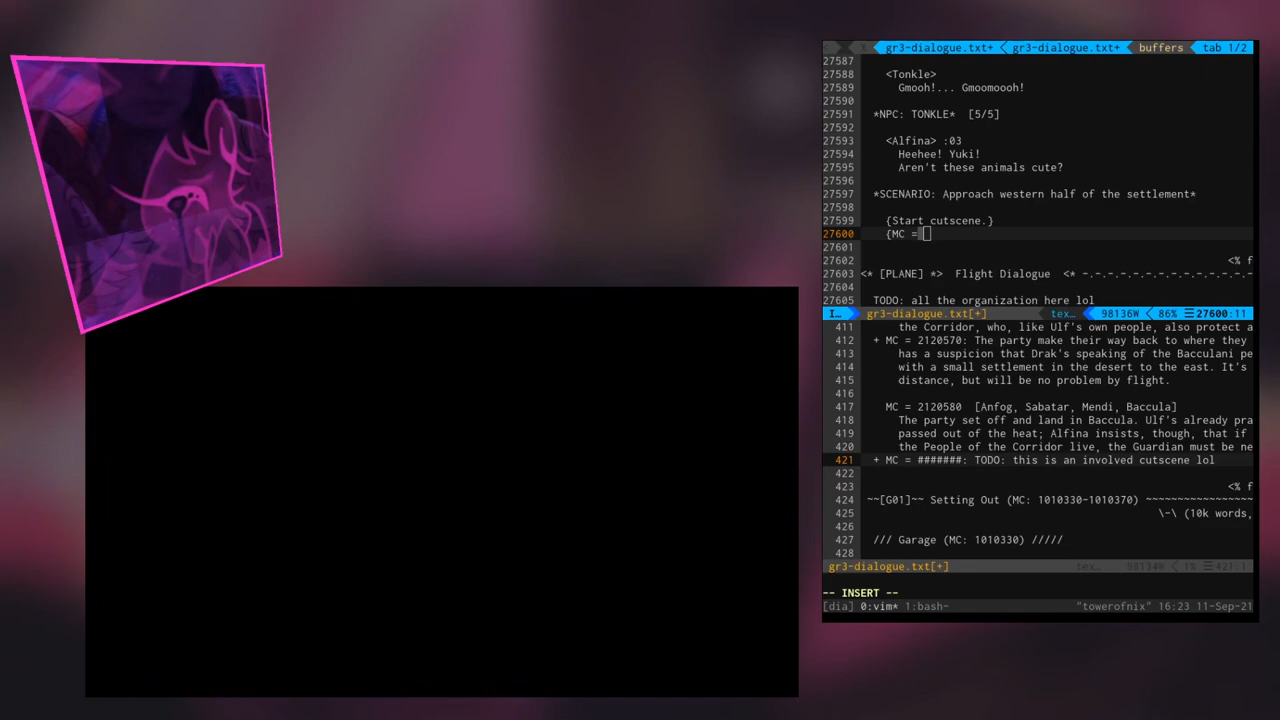 gr3-dialogue.txt+ gr3-dialogue.txt+ buffers tab 1/2
27587
27588 <Tonkle>
27589 Gmooh!... Gmoomoooh!
27590
27591 *NPC: TONKLE* [5/5]
27592
27593 <Alfina> :03
27594 Heehee! Yuki!
27595 Aren't these animals cute?
27596
27597 *SCENARIO: Approach western half of the settlement*
27598
27599 {Start cutscene.}
27600 {MC =
27601
27602 <% f
27603 <* [PLANE] *> Flight Dialogue <* -.-.-.-.-.-.-.-.-.-.-.-.-.-
27604
27605 TODO: all the organization here lol
I… gr3-dialogue.txt[+] tex… 98136W 86% ☰27600:11
411 the Corridor, who, like Ulf's own people, also protect a
412 + MC = 2120570: The party make their way back to where they
413 has a suspicion that Drak's speaking of the Bacculani pe
414 with a small settlement in the desert to the east. It's
415 distance, but will be no problem by flight.
416
417 MC = 2120580 [Anfog, Sabatar, Mendi, Baccula]
418 The party set off and land in Baccula. Ulf's already pra
419 passed out of the heat; Alfina insists, though, that if
420 the People of the Corridor live, the Guardian must be ne
421 + MC = #######: TODO: this is an involved cutscene lol
422
423 <% f
424 ~~[G01]~~ Setting Out (MC: 1010330-1010370) ~~~~~~~~~~~~~~~~~
425 \-\ (10k words,
426
427 /// Garage (MC: 1010330) /////
428
gr3-dialogue.txt[+] tex… 98134W 1% ☰421:1
-- INSERT --
[dia] 0:vim* 1:bash- "towerofnix" 16:23 11-Sep-21